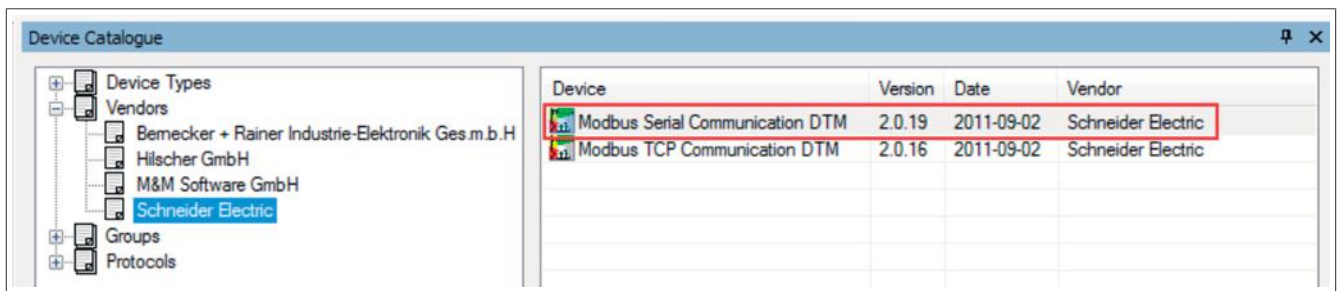 Device Catalogue
Device Types
Vendors
Bernecker + Rainer Industrie-Elektronik Ges.m.b.H
Hilscher GmbH
M&M Software GmbH
Schneider Electric
Groups
Protocols
Device Version Date Vendor
Modbus Serial Communication DTM 2.0.19 2011-09-02 Schneider Electric
Modbus TCP Communication DTM 2.0.16 2011-09-02 Schneider Electric